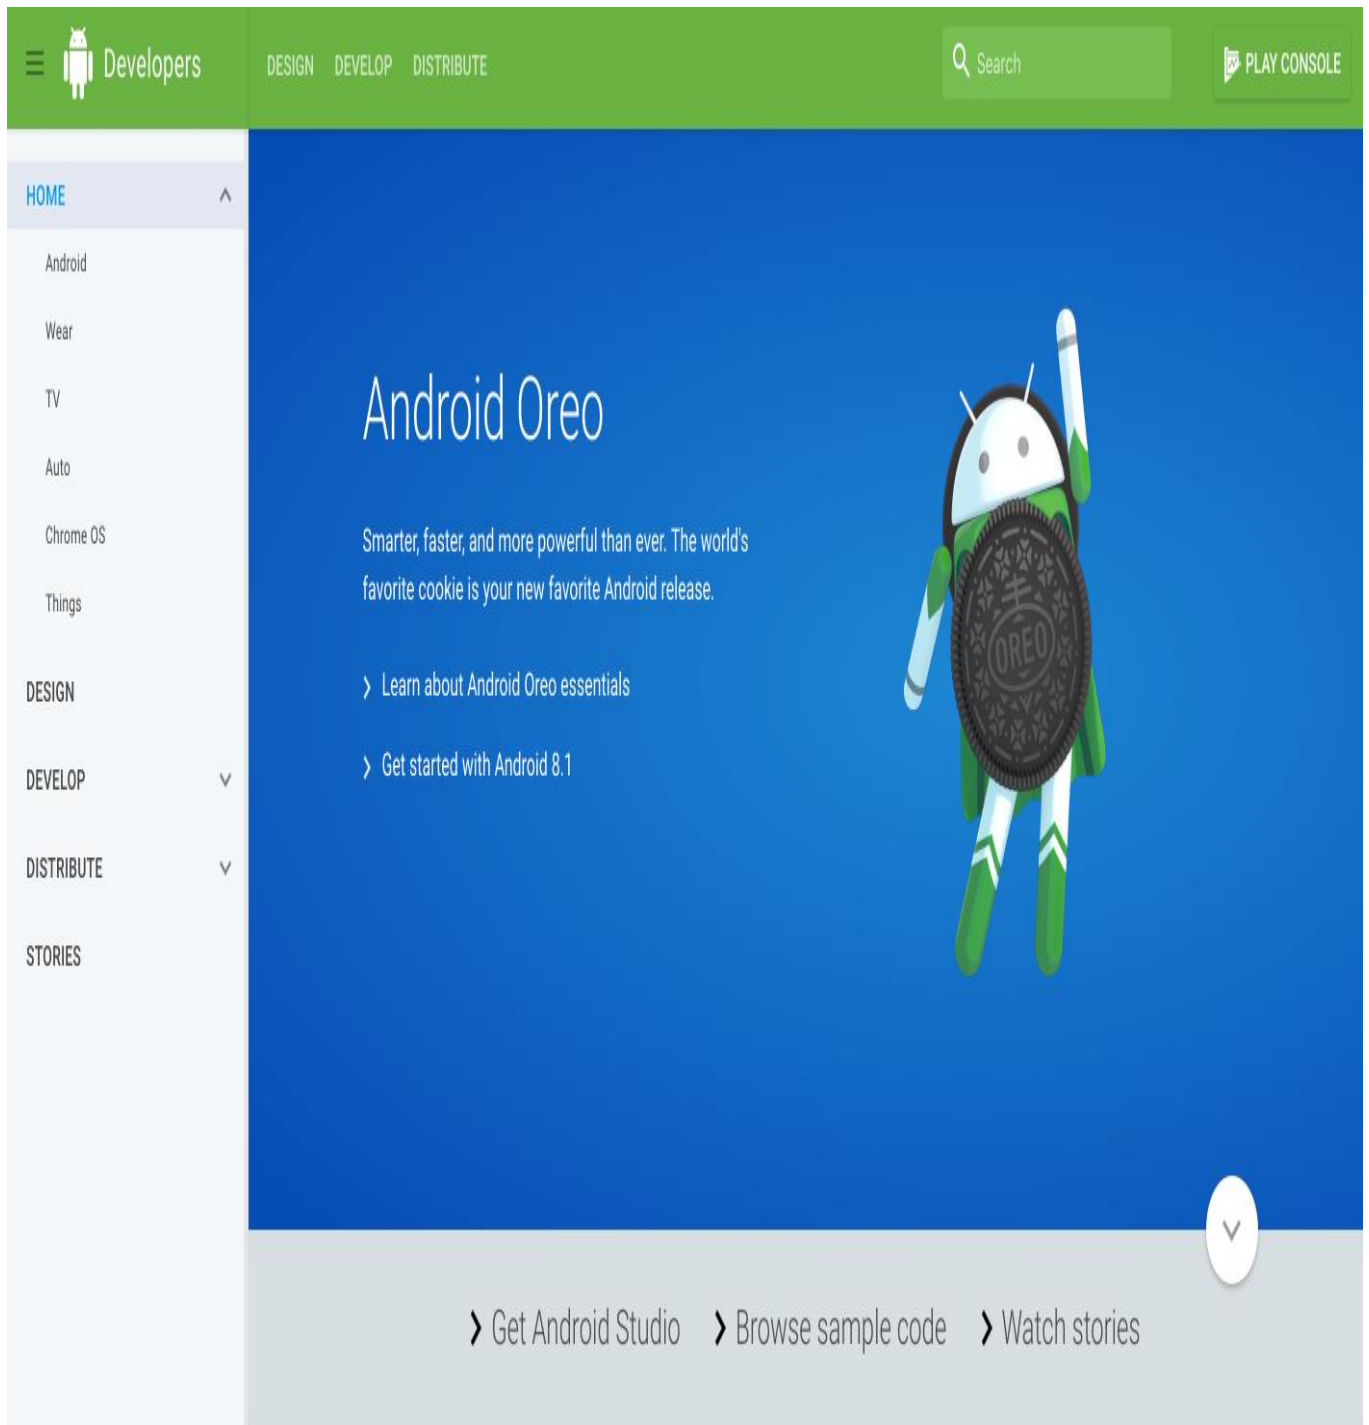 Developers
DESIGN DEVELOP DISTRIBUTE
Search
PLAY CONSOLE
HOME
Android
Wear
TV
Auto
Chrome OS
Things
DESIGN
DEVELOP
DISTRIBUTE
STORIES
Android Oreo
Smarter, faster, and more powerful than ever. The world's
favorite cookie is your new favorite Android release.
Learn about Android Oreo essentials
Get started with Android 8.1
OREO
Get Android Studio
Browse sample code
Watch stories